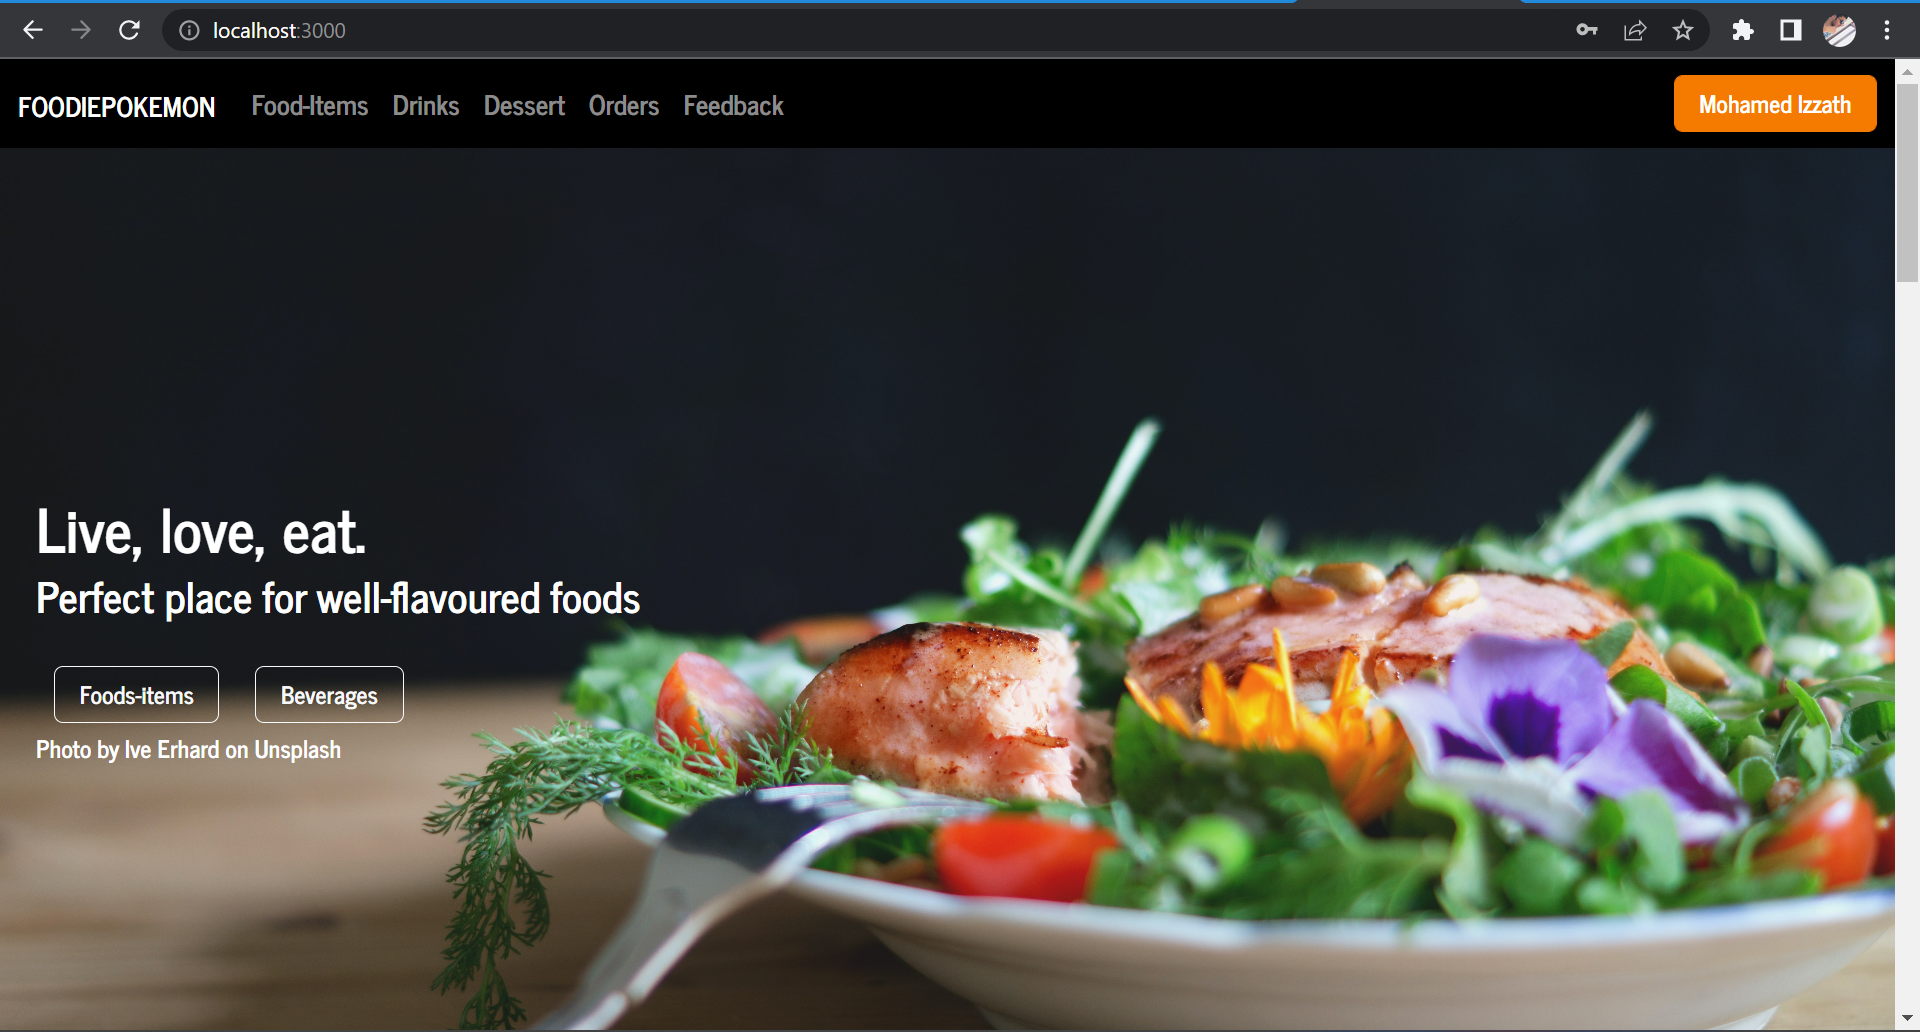 localhost:3000
FOODIEPOKEMON Food-Items Drinks Dessert Orders Feedback Mohamed Izzath
Live, love, eat.
Perfect place for well-flavoured foods
Foods-items Beverages
Photo by Ive Erhard on Unsplash